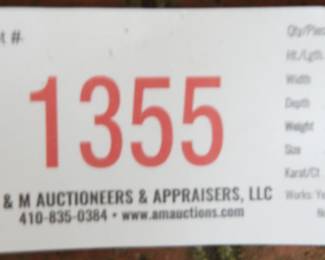 t #
Qty/Piec
Ht./Lgth.
Width
Depth
Weight
Size
Karat/Ct.
Works: Ye
1355
& M AUCTIONEERS & APPRAISERS, LLC
410-835-0384 • www.amauctions.com